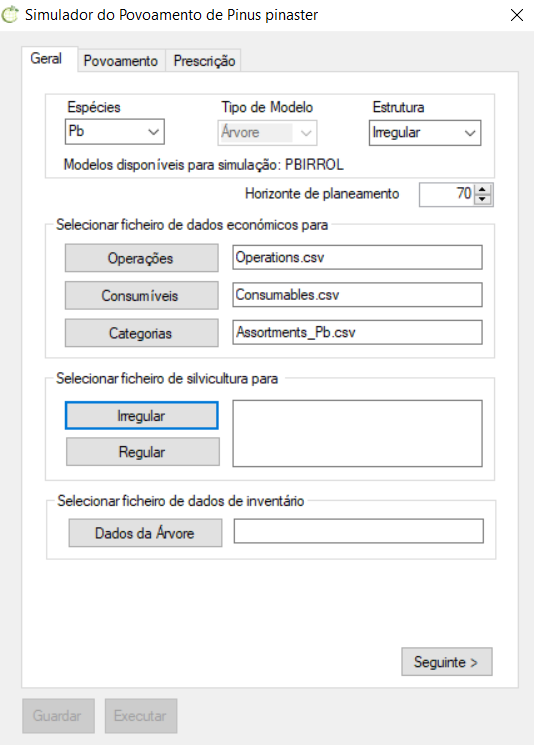 Simulador do Povoamento de Pinus pinaster
Geral Povoamento Prescrição
Espécies Tipo de Modelo Estrutura
Pb Árvore Irregular
Modelos disponíveis para simulação: PBIRROL
Horizonte de planeamento 70
Selecionar ficheiro de dados económicos para
Operações Operations.csv
Consumíveis Consumables.csv
Categorias Assortments_Pb.csv
Selecionar ficheiro de silvicultura para
Irregular
Regular
Selecionar ficheiro de dados de inventário
Dados da Árvore
Seguinte >
Guardar Executar